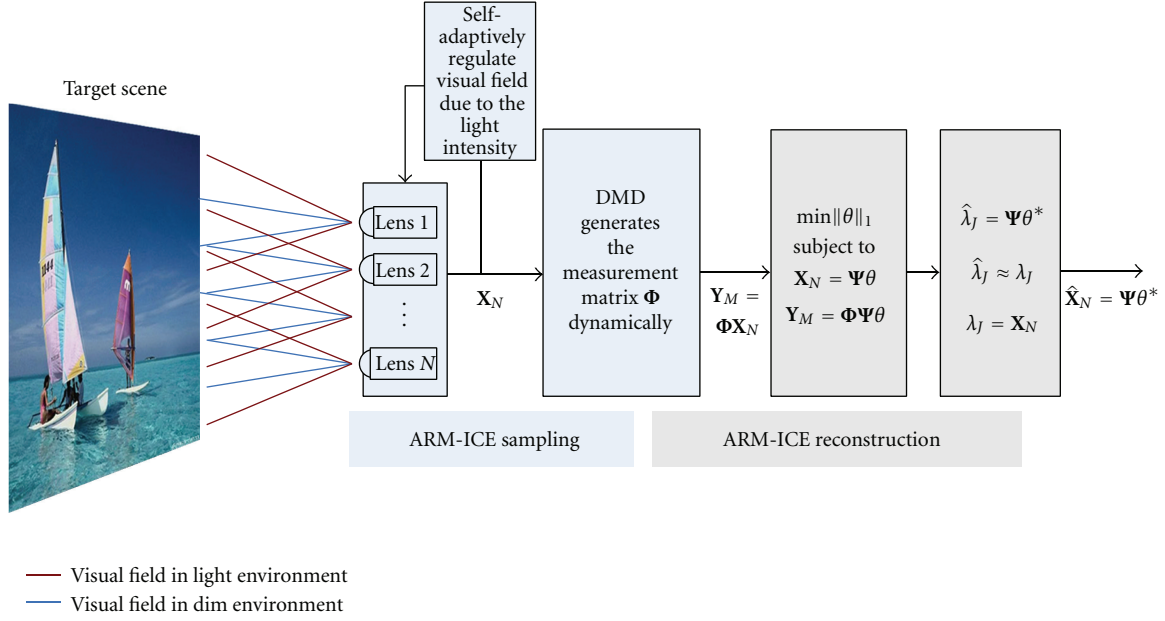 Self-
adaptively
regulate
visual field
due to the
light
intensity
Target scene
Lens 1
Lens 2
⋮
Lens N
X_N
DMD
generates
the
measurement
matrix Φ
dynamically
Y_M =
ΦX_N
min‖θ‖₁
subject to
X_N = Ψθ
Y_M = ΦΨθ
λ̂_J = Ψθ*
λ̂_J ≈ λ_J
λ_J = X_N
X̂_N = Ψθ*
ARM-ICE sampling
ARM-ICE reconstruction
Visual field in light environment
Visual field in dim environment